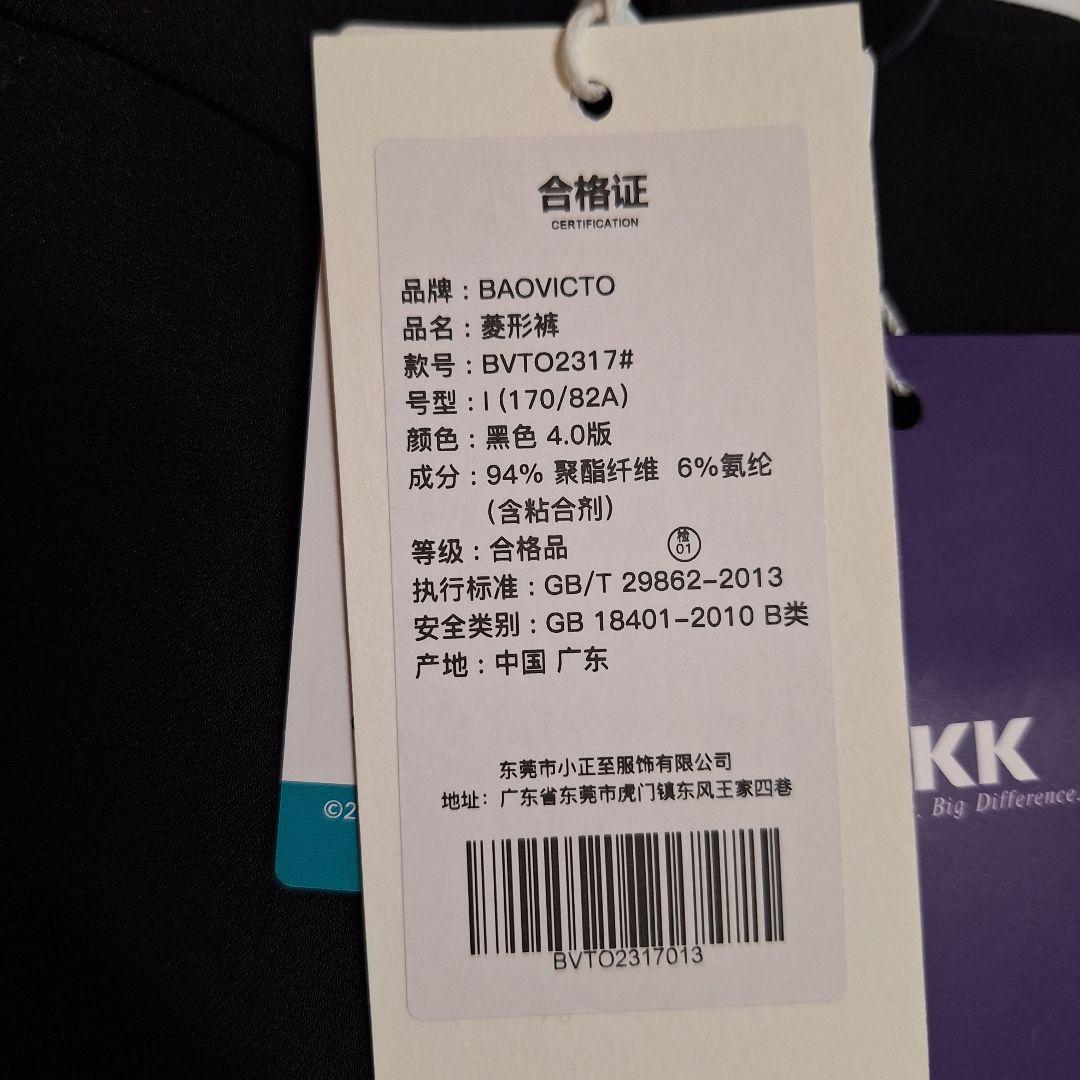 合格证
CERTIFICATION
品牌：BAOVICTO
品名：菱形裤
款号：BVTO2317#
号型：I (170/82A)
颜色：黑色 4.0版
成分：94% 聚酯纤维 6%氨纶
(含粘合剂)
等级：合格品 检 01
执行标准：GB/T 29862-2013
安全类别：GB 18401-2010 B类
产地：中国 广东
东莞市小正至服饰有限公司
地址：广东省东莞市虎门镇东风王家四巷
BVTO2317013
©2
KK
Big Difference.